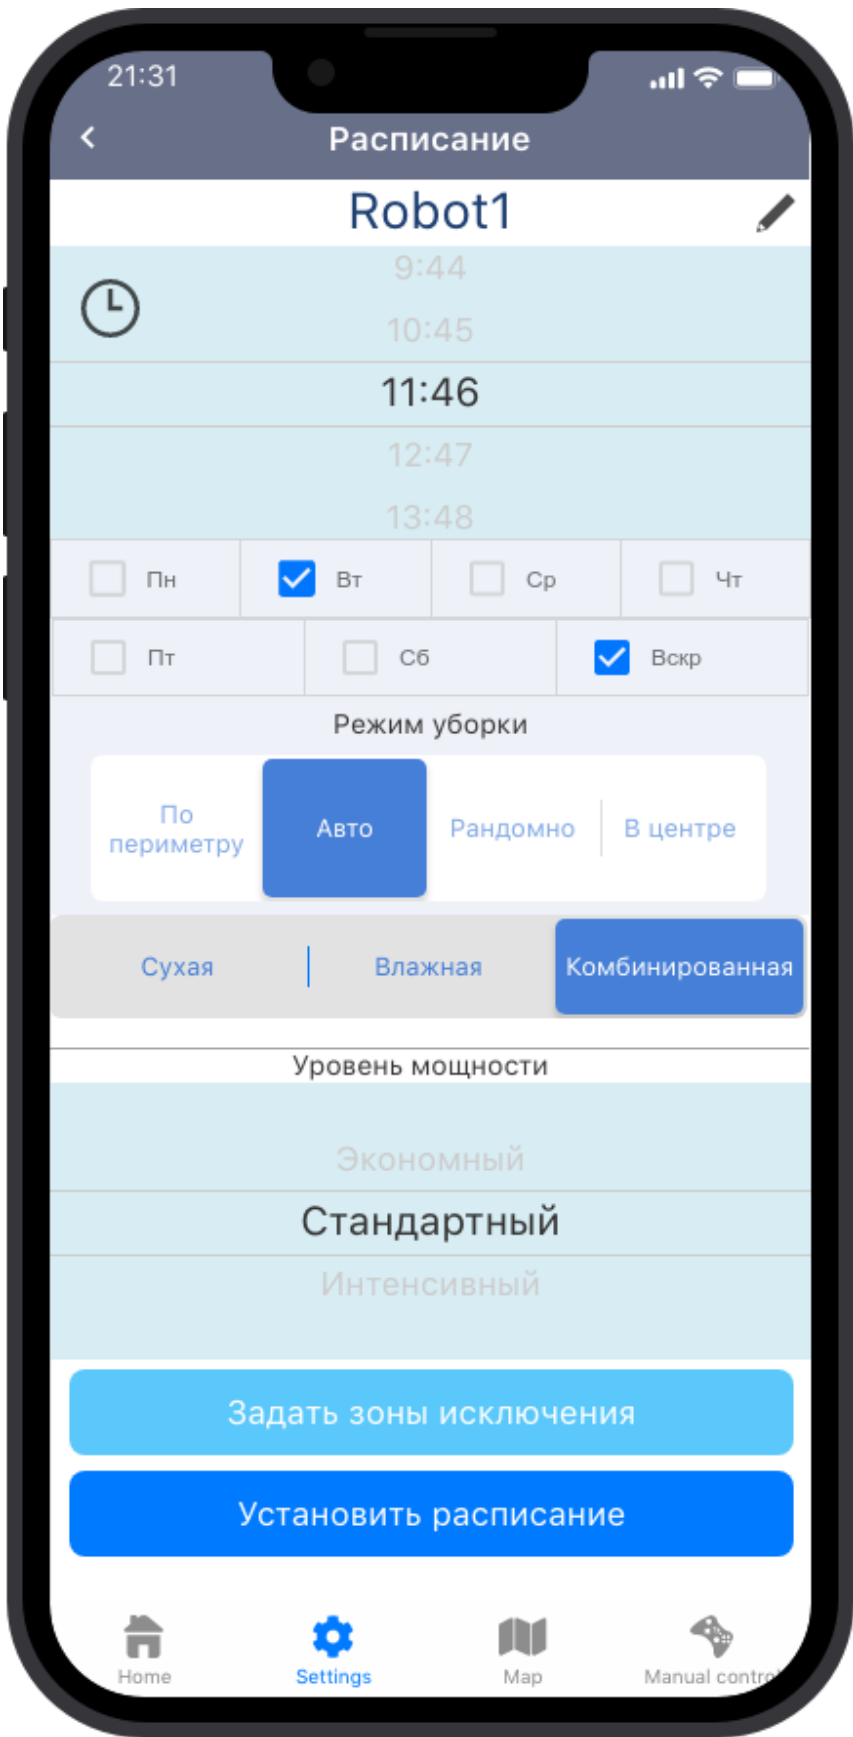 21:31
Расписание
Robot1
9:44
10:45
11:46
12:47
13:48
Пн Вт Ср Чт
Пт Сб Вскр
Режим уборки
По периметру Авто Рандомно В центре
Сухая Влажная Комбинированная
Уровень мощности
Экономный
Стандартный
Интенсивный
Задать зоны исключения
Установить расписание
Home Settings Map Manual control